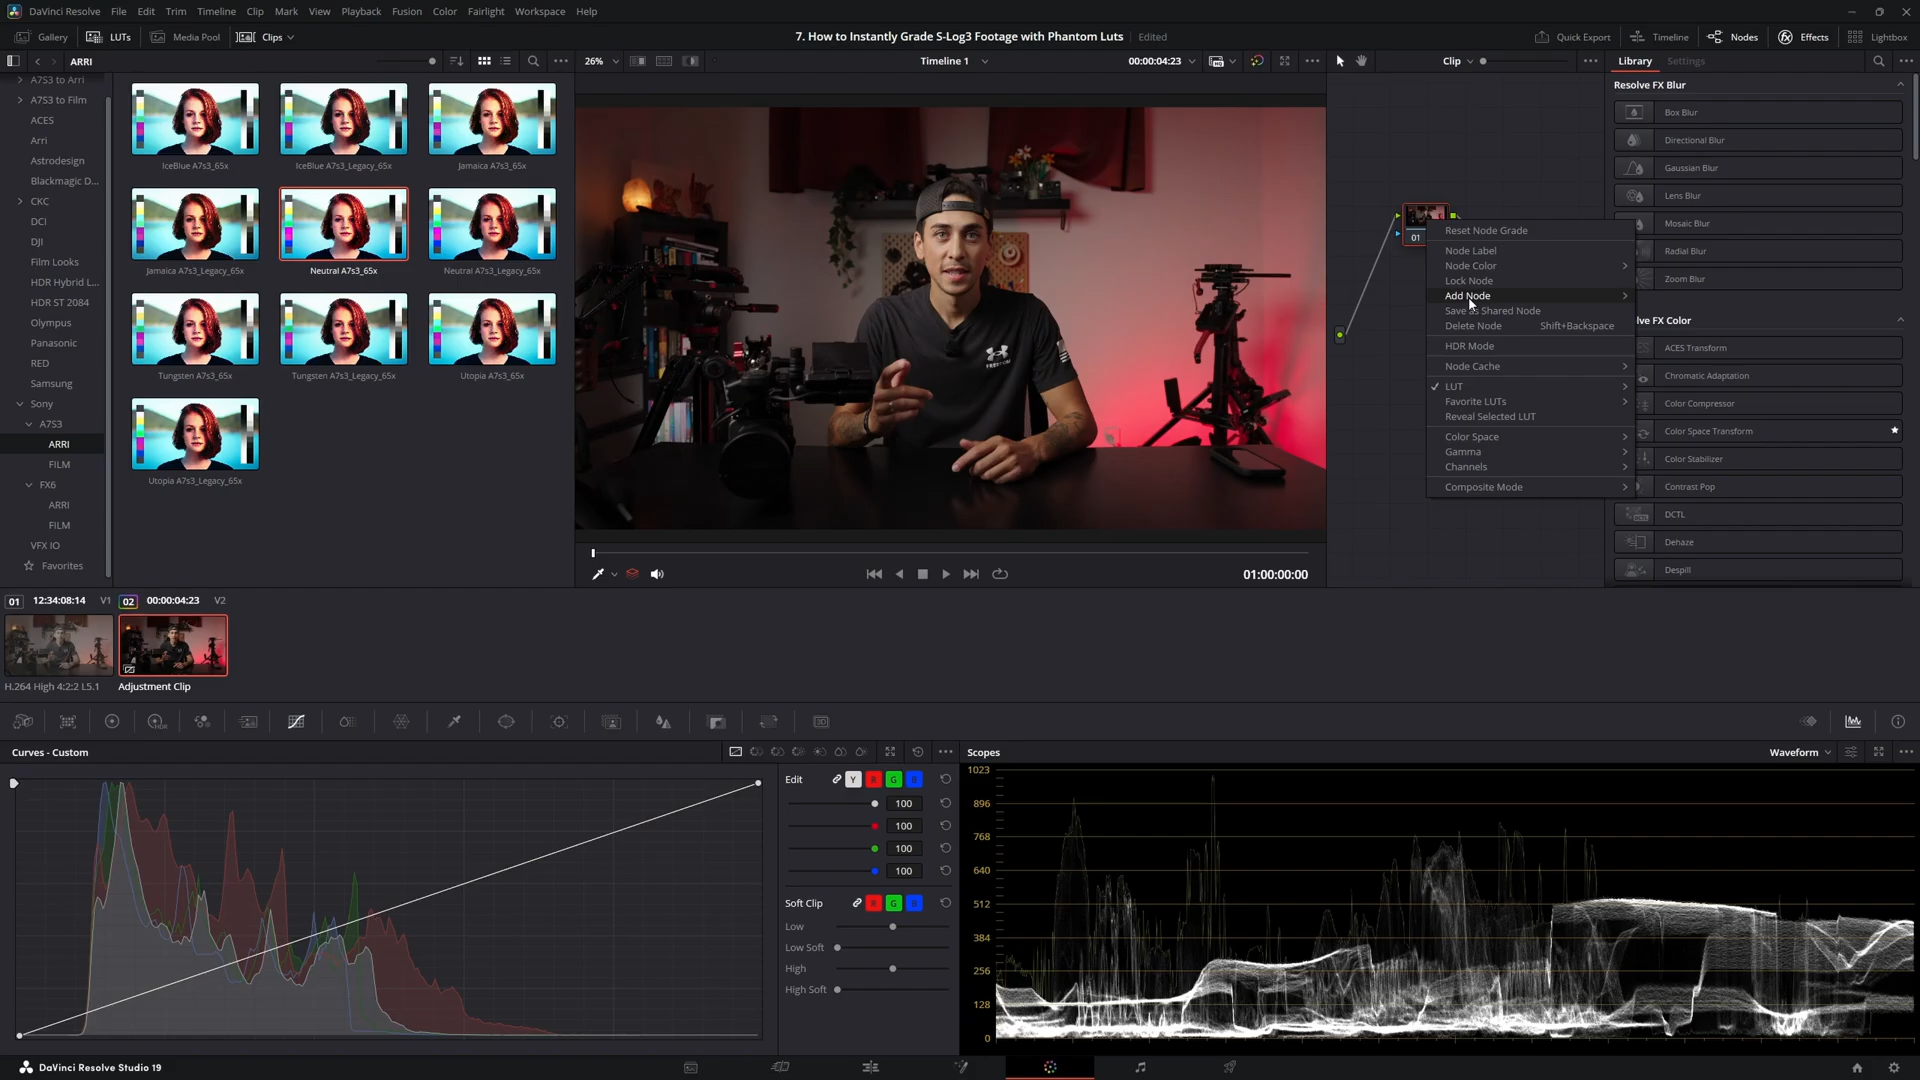 DaVinci Resolve File Edit Trim Timeline Clip Mark View Playback Fusion Color Fairlight Workspace Help
Gallery LUTs Media Pool Clips 7. How to Instantly Grade S-Log3 Footage with Phantom Luts Edited Quick Export Timeline Nodes Effects Lightbox
ARRI 26% Timeline 1 00:00:04:23 Clip Library Settings
A7S3 to Arri
A7S3 to Film
ACES
Arri
Astrodesign
Blackmagic D...
CKC
DCI
DJI
Film Looks
HDR Hybrid L...
HDR ST 2084
Olympus
Panasonic
RED
Samsung
Sony
A7S3
ARRI
FILM
FX6
ARRI
FILM
VFX IO
Favorites
IceBlue A7s3_65x IceBlue A7s3_Legacy_65x Jamaica A7s3_65x
Jamaica A7s3_Legacy_65x Neutral A7s3_65x Neutral A7s3_Legacy_65x
Tungsten A7s3_65x Tungsten A7s3_Legacy_65x Utopia A7s3_65x
Utopia A7s3_Legacy_65x
FREEDOM
01:00:00:00
01
Reset Node Grade
Node Label
Node Color
Lock Node
Add Node
Save as Shared Node
Delete Node Shift+Backspace
HDR Mode
Node Cache
LUT
Favorite LUTs
Reveal Selected LUT
Color Space
Gamma
Channels
Composite Mode
Resolve FX Blur
Box Blur
Directional Blur
Gaussian Blur
Lens Blur
Mosaic Blur
Radial Blur
Zoom Blur
lve FX Color
ACES Transform
Chromatic Adaptation
Color Compressor
Color Space Transform
Color Stabilizer
Contrast Pop
DCTL
Dehaze
Despill
01 12:34:08:14 V1 02 00:00:04:23 V2
H.264 High 4:2:2 L5.1 Adjustment Clip
Curves - Custom
Edit Y R G B
100
100
100
100
Soft Clip R G B
Low
Low Soft
High
High Soft
Scopes Waveform
1023
896
768
640
512
384
256
128
0
DaVinci Resolve Studio 19